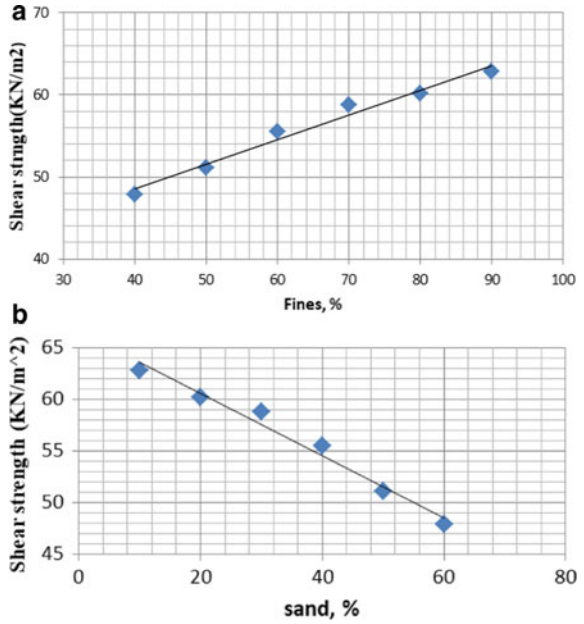 a
Shear strngth(KN/m2)
70
60
50
40
30 40 50 60 70 80 90 100
Fines, %
b
Shear strength (KN/m^2)
65
60
55
50
45
0 20 40 60 80
sand, %